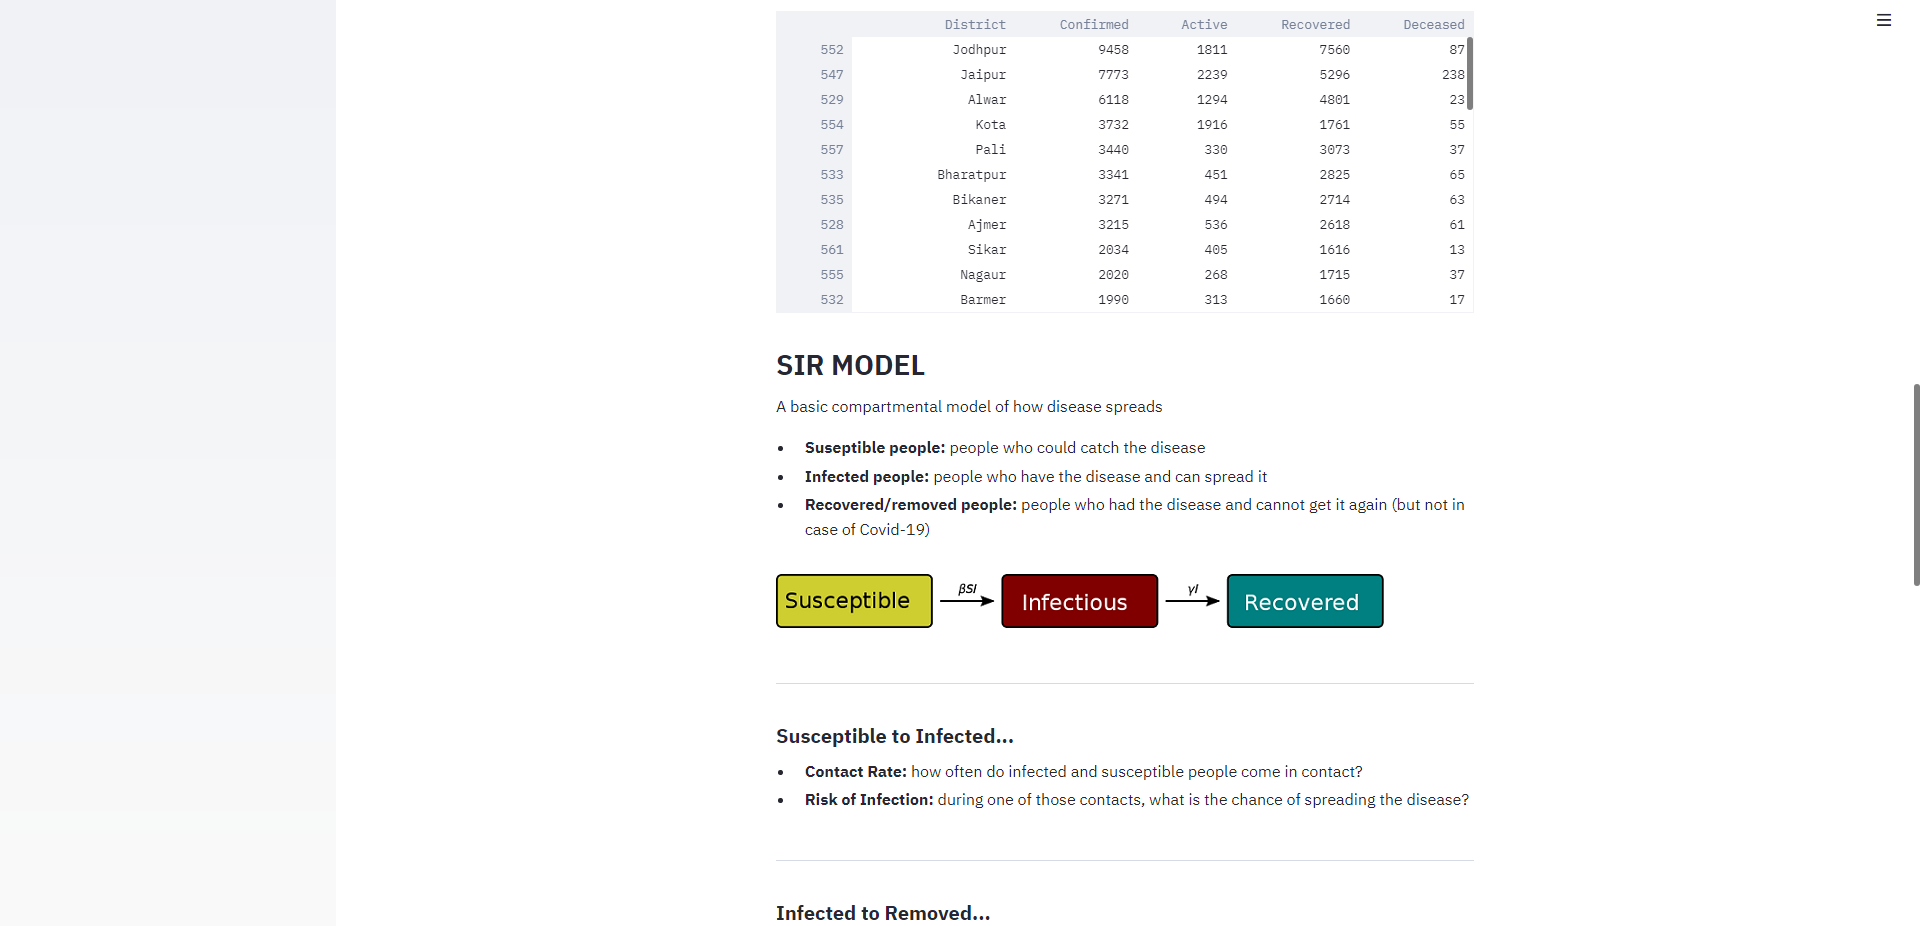 District Confirmed Active Recovered Deceased
552 Jodhpur 9458 1811 7560 87
547 Jaipur 7773 2239 5296 238
529 Alwar 6118 1294 4801 23
554 Kota 3732 1916 1761 55
557 Pali 3440 330 3073 37
533 Bharatpur 3341 451 2825 65
535 Bikaner 3271 494 2714 63
528 Ajmer 3215 536 2618 61
561 Sikar 2034 405 1616 13
555 Nagaur 2020 268 1715 37
532 Barmer 1990 313 1660 17
SIR MODEL
A basic compartmental model of how disease spreads
• Suseptible people: people who could catch the disease
• Infected people: people who have the disease and can spread it
• Recovered/removed people: people who had the disease and cannot get it again (but not in
case of Covid-19)
Susceptible βSI Infectious γI Recovered
Susceptible to Infected...
• Contact Rate: how often do infected and susceptible people come in contact?
• Risk of Infection: during one of those contacts, what is the chance of spreading the disease?
Infected to Removed...